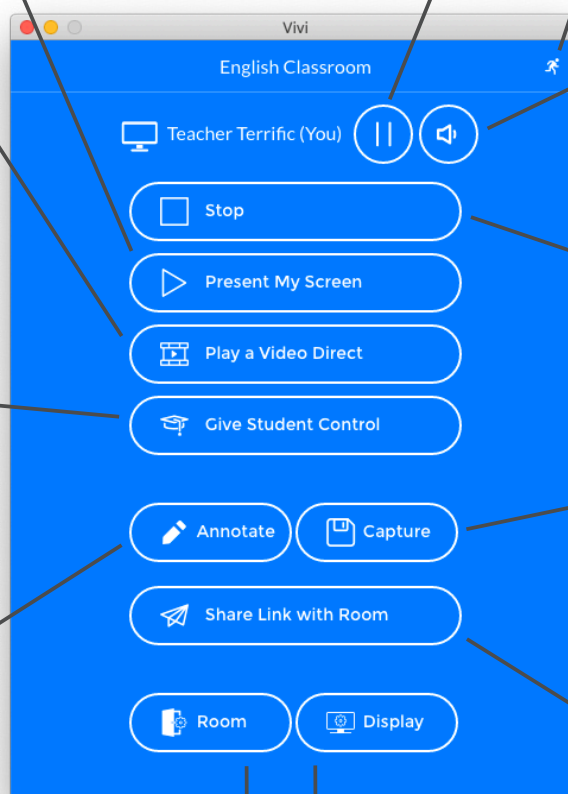 Vivi
English Classroom
Teacher Terrific (You)
Stop
Present My Screen
Play a Video Direct
Give Student Control
Annotate
Capture
Share Link with Room
Room
Display